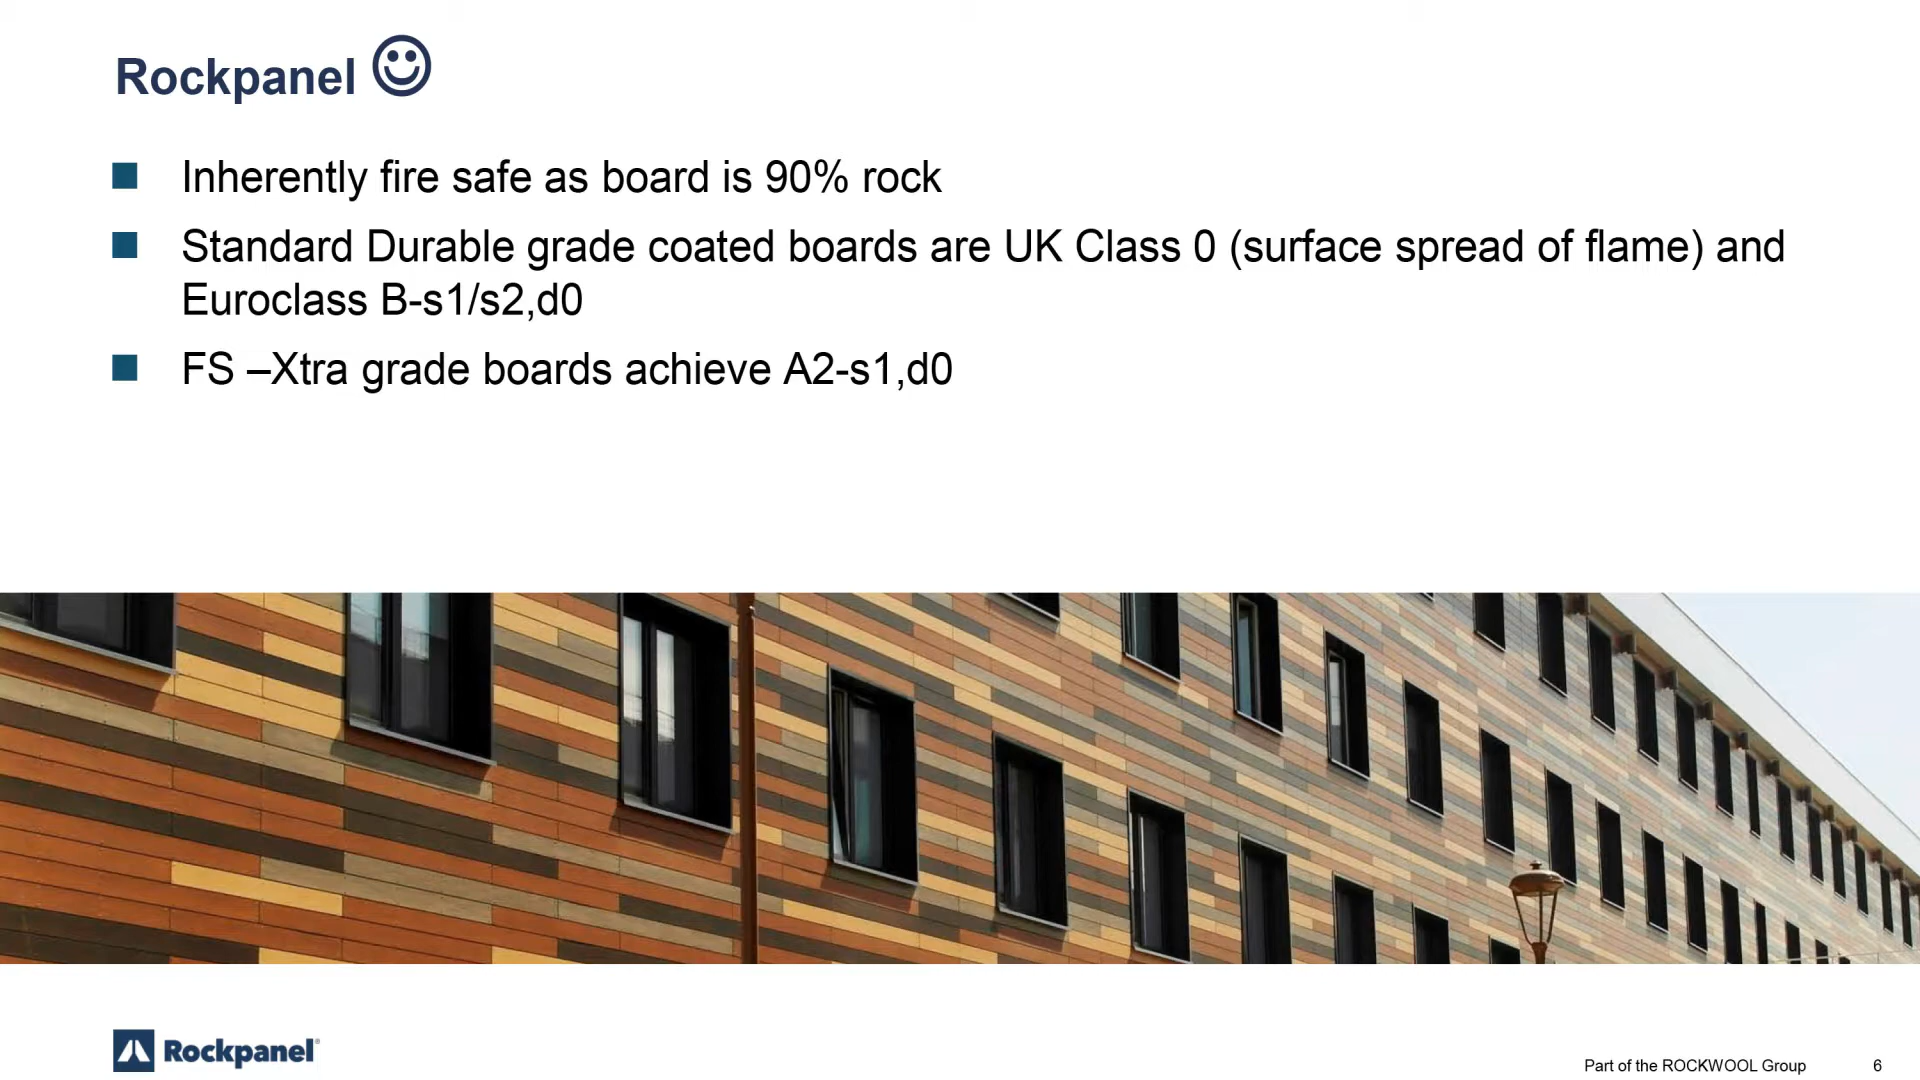 Rockpanel
Inherently fire safe as board is 90% rock
Standard Durable grade coated boards are UK Class 0 (surface spread of flame) and
Euroclass B-s1/s2,d0
FS –Xtra grade boards achieve A2-s1,d0
Rockpanel®
Part of the ROCKWOOL Group
6